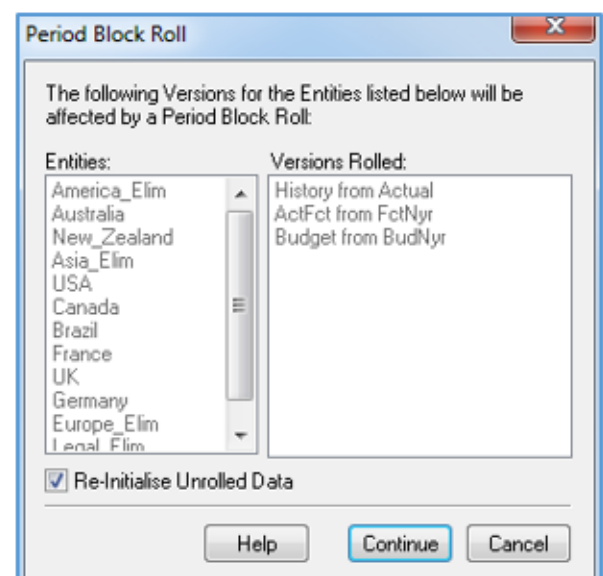 Period Block Roll
The following Versions for the Entities listed below will be
affected by a Period Block Roll:
Entities:
America_Elim
Australia
New_Zealand
Asia_Elim
USA
Canada
Brazil
France
UK
Germany
Europe_Elim
Legal_Elim
Versions Rolled:
History from Actual
ActFct from FctNyr
Budget from BudNyr
Re-Initialise Unrolled Data
Help
Continue
Cancel